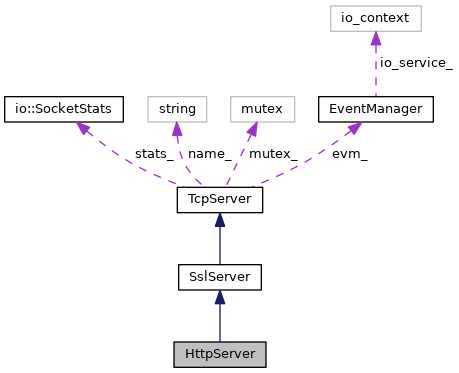 io_context
io_service_
io::SocketStats
string
mutex
EventManager
stats_
name_
mutex_
evm_
TcpServer
SslServer
HttpServer